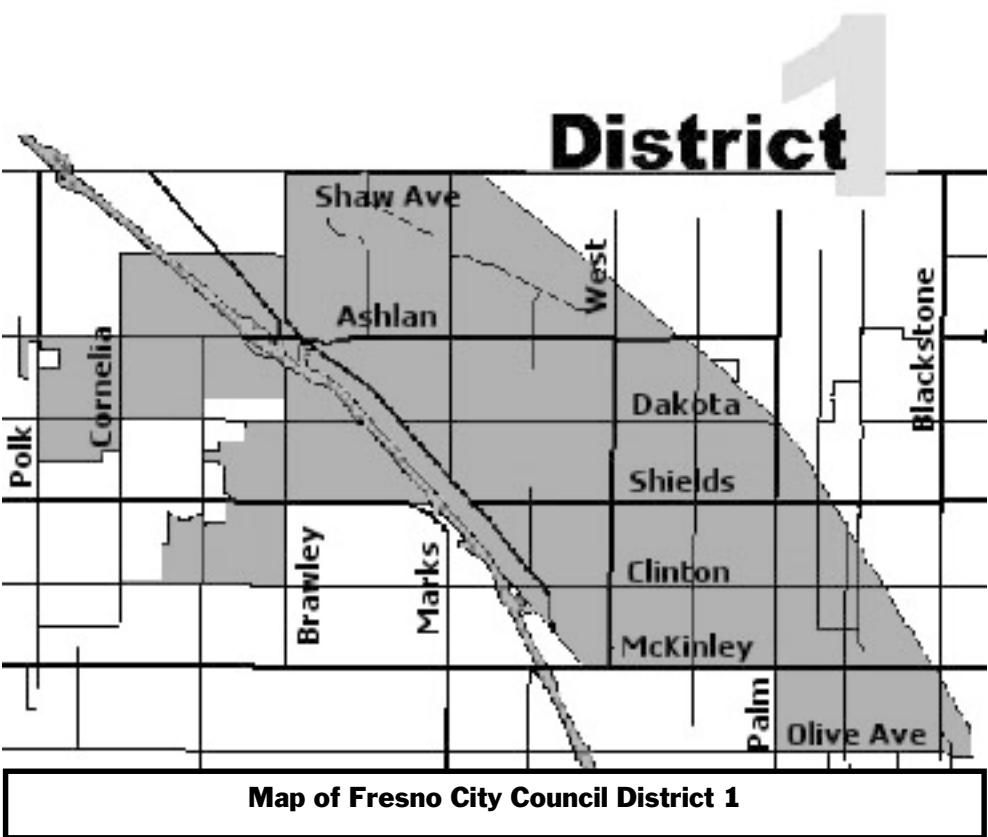 1
District
Shaw Ave
West
Ashlan
Blackstone
Cornelia
Dakota
Polk
Shields
Brawley
Marks
Clinton
McKinley
Palm
Olive Ave
Map of Fresno City Council District 1